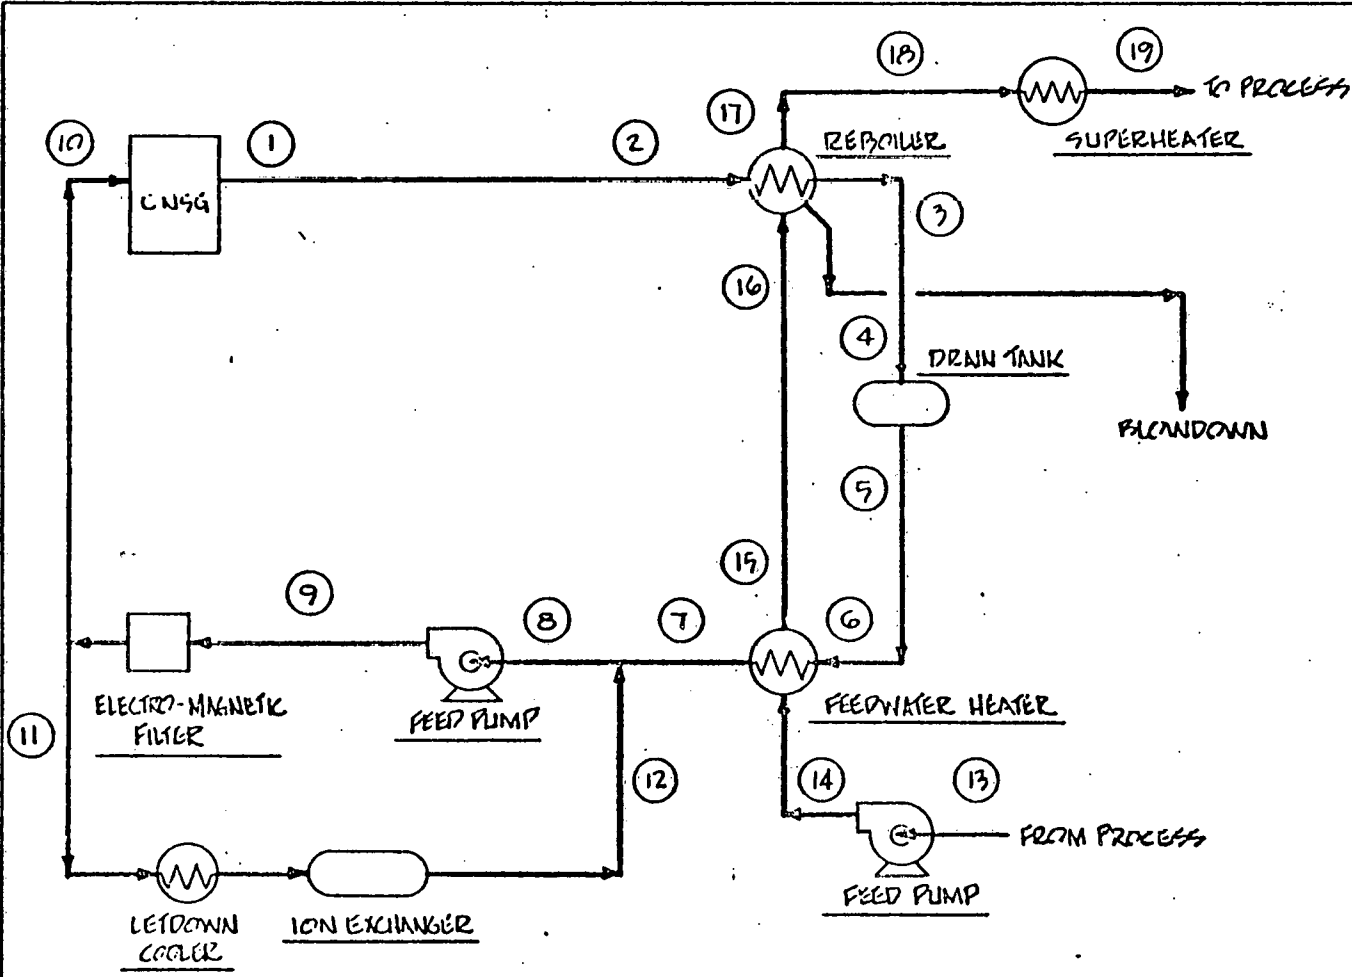 18
19
TO PROCESS
17
REBOILER
SUPERHEATER
10
1
2
CNSG
3
16
4
DRAIN TANK
BLOWDOWN
5
15
9
8
7
6
ELECTRO-MAGNETIC
FILTER
FEED PUMP
FEEDWATER HEATER
11
12
14
13
FROM PROCESS
FEED PUMP
LETDOWN
COOLER
ION EXCHANGER